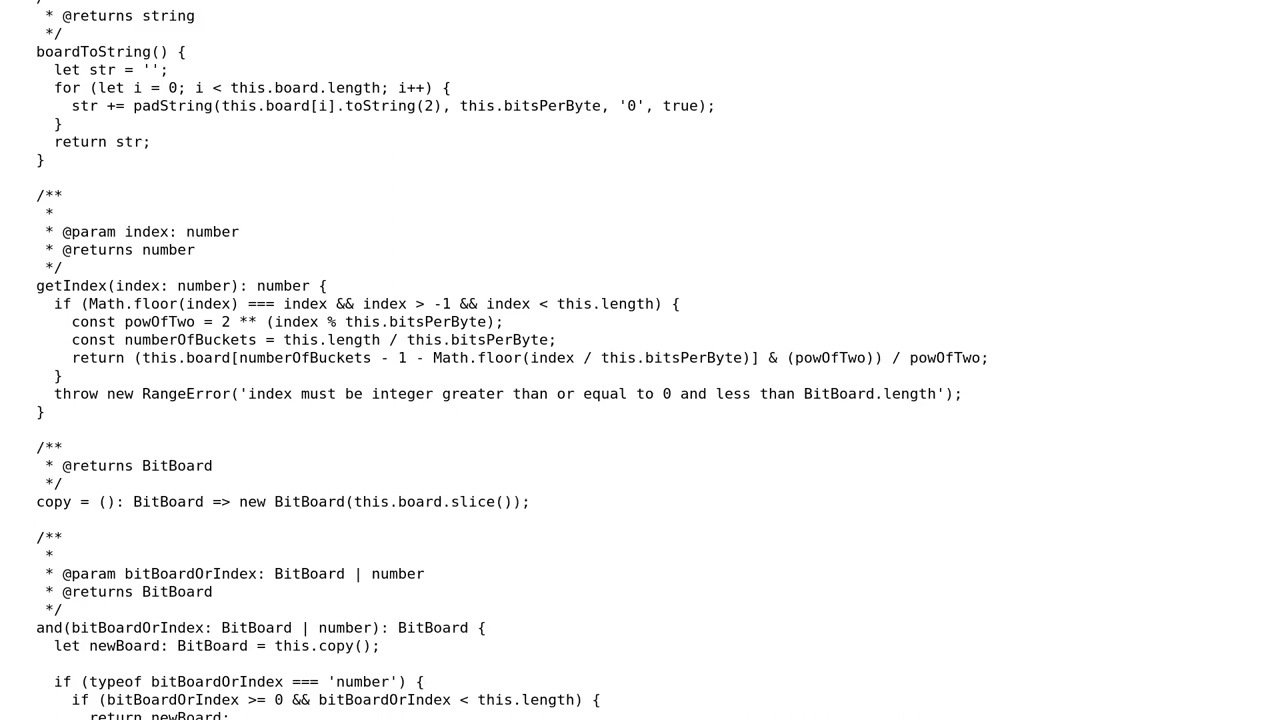 /
 * @returns string
 */
boardToString() {
  let str = '';
  for (let i = 0; i < this.board.length; i++) {
    str += padString(this.board[i].toString(2), this.bitsPerByte, '0', true);
  }
  return str;
}

/**
 *
 * @param index: number
 * @returns number
 */
getIndex(index: number): number {
  if (Math.floor(index) === index && index > -1 && index < this.length) {
    const powOfTwo = 2 ** (index % this.bitsPerByte);
    const numberOfBuckets = this.length / this.bitsPerByte;
    return (this.board[numberOfBuckets - 1 - Math.floor(index / this.bitsPerByte)] & (powOfTwo)) / powOfTwo;
  }
  throw new RangeError('index must be integer greater than or equal to 0 and less than BitBoard.length');
}

/**
 * @returns BitBoard
 */
copy = (): BitBoard => new BitBoard(this.board.slice());

/**
 *
 * @param bitBoardOrIndex: BitBoard | number
 * @returns BitBoard
 */
and(bitBoardOrIndex: BitBoard | number): BitBoard {
  let newBoard: BitBoard = this.copy();

  if (typeof bitBoardOrIndex === 'number') {
    if (bitBoardOrIndex >= 0 && bitBoardOrIndex < this.length) {
      return newBoard;